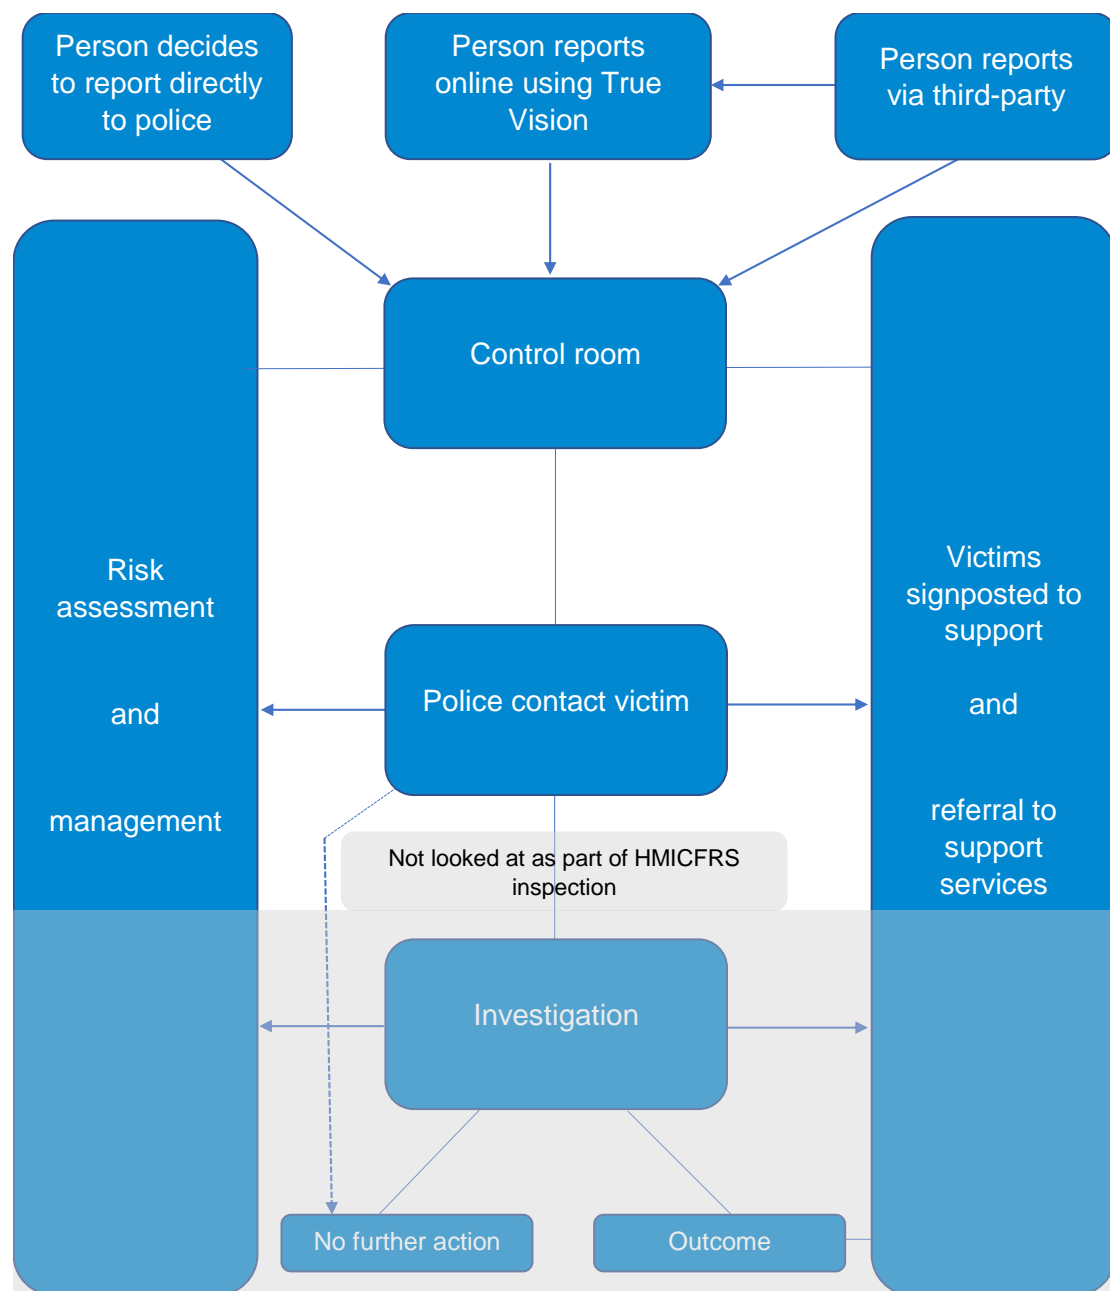 Person decides
to report directly
to police
Person reports
online using True
Vision
Person reports
via third-party
Control room
Risk
assessment
and
management
Police contact victim
Victims
signposted to
support
and
referral to
support
services
Not looked at as part of HMICFRS
inspection
Investigation
No further action
Outcome